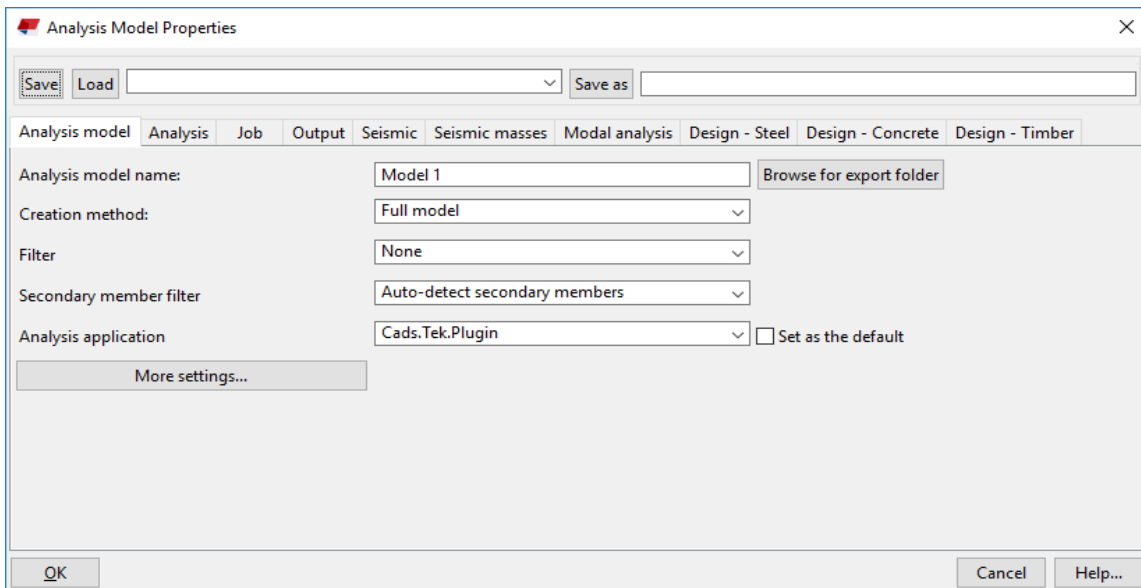 Analysis Model Properties
Save Load Save as
Analysis model Analysis Job Output Seismic Seismic masses Modal analysis Design - Steel Design - Concrete Design - Timber
Analysis model name: Model 1 Browse for export folder
Creation method: Full model
Filter None
Secondary member filter Auto-detect secondary members
Analysis application Cads.Tek.Plugin Set as the default
More settings...
OK Cancel Help...